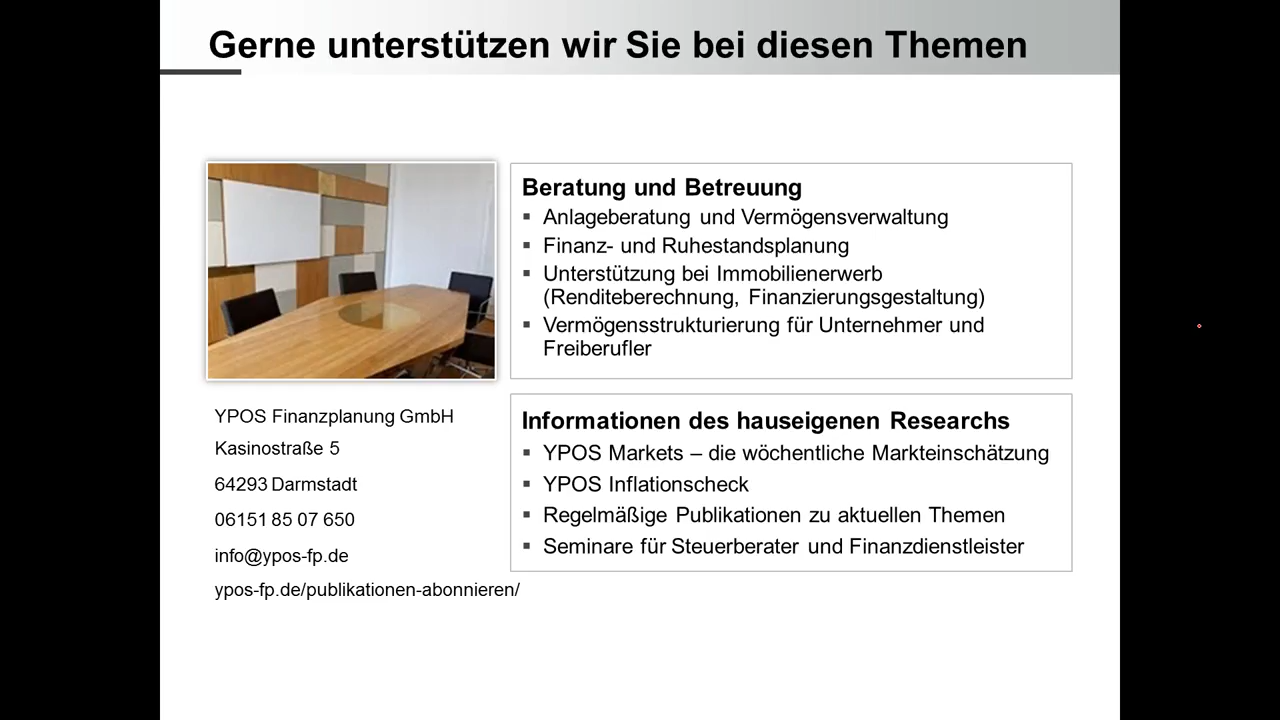 Gerne unterstützen wir Sie bei diesen Themen
Beratung und Betreuung
▪ Anlageberatung und Vermögensverwaltung
▪ Finanz- und Ruhestandsplanung
▪ Unterstützung bei Immobilienerwerb
(Renditeberechnung, Finanzierungsgestaltung)
▪ Vermögensstrukturierung für Unternehmer und
Freiberufler
YPOS Finanzplanung GmbH
Kasinostraße 5
64293 Darmstadt
06151 85 07 650
info@ypos-fp.de
ypos-fp.de/publikationen-abonnieren/
Informationen des hauseigenen Researchs
▪ YPOS Markets – die wöchentliche Markteinschätzung
▪ YPOS Inflationscheck
▪ Regelmäßige Publikationen zu aktuellen Themen
▪ Seminare für Steuerberater und Finanzdienstleister